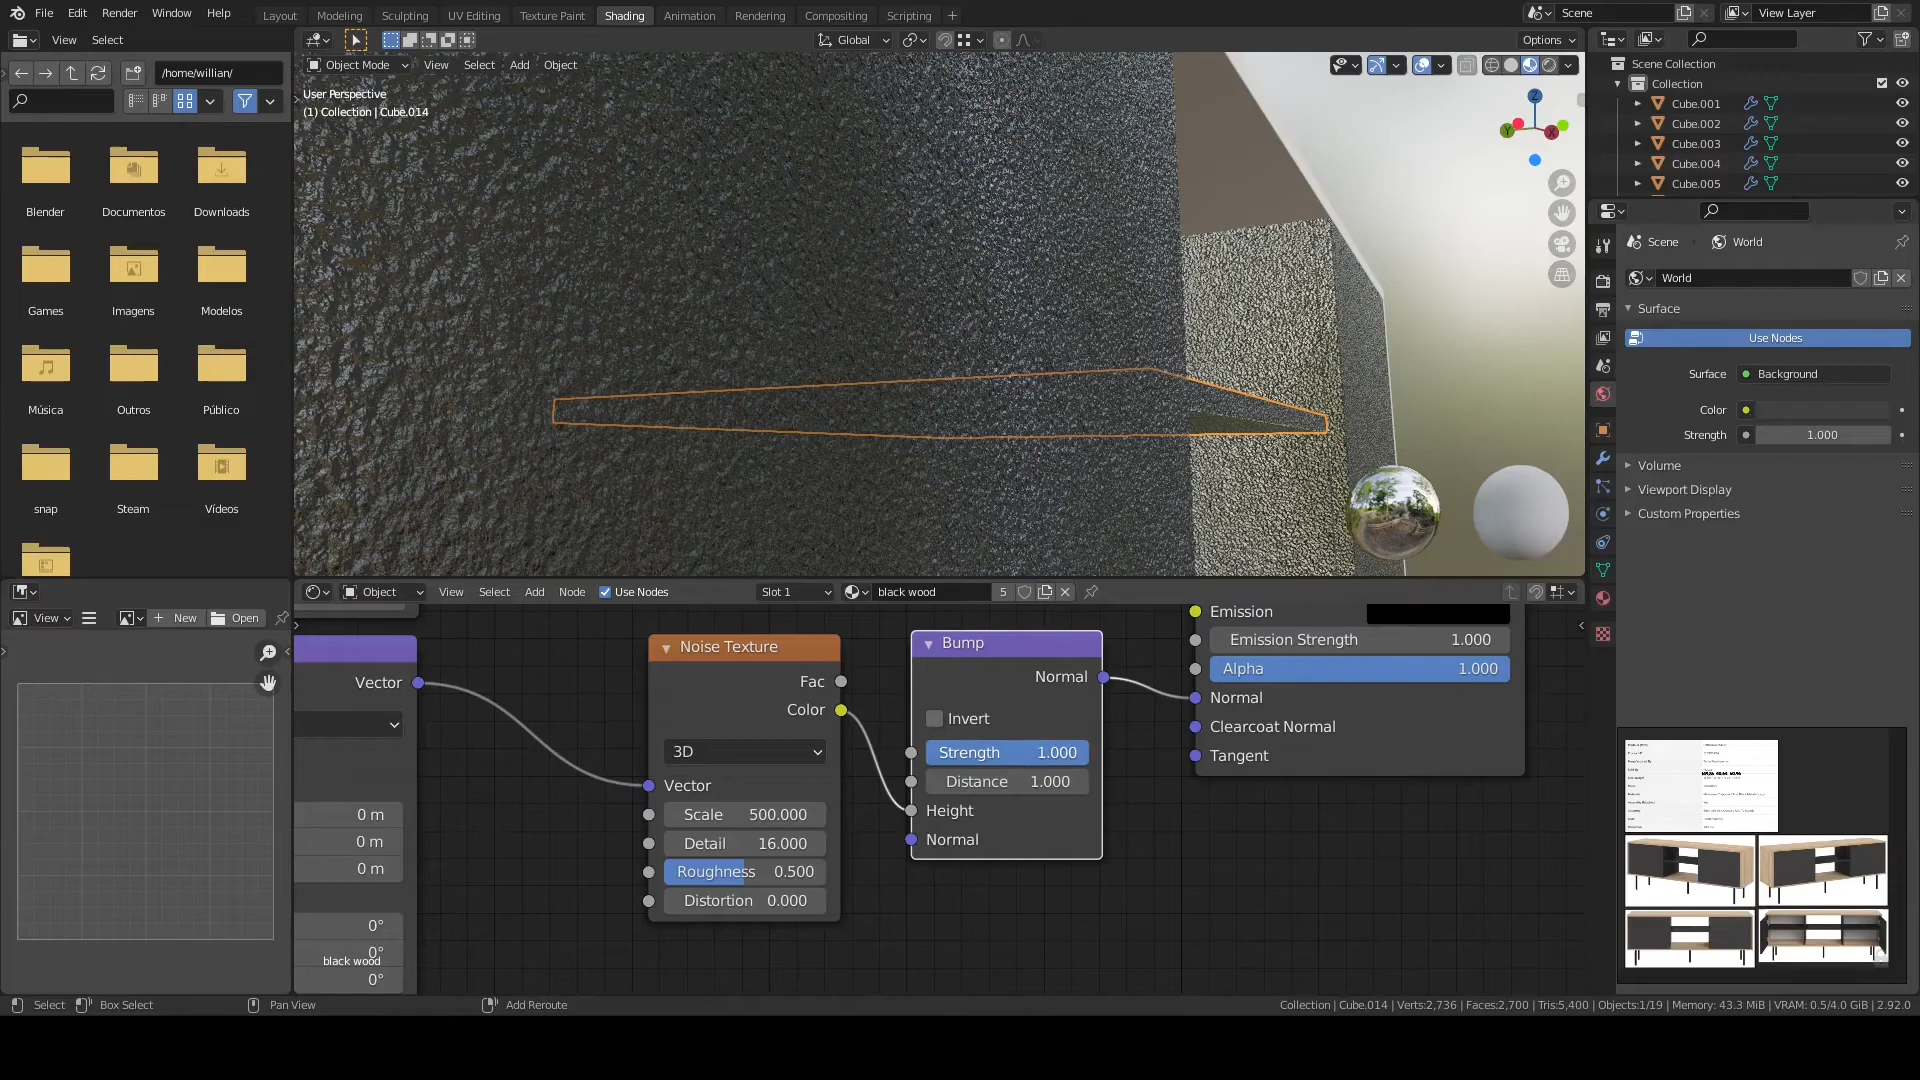 File Edit Render Window Help
Layout Modeling Sculpting UV Editing Texture Paint Shading Animation Rendering Compositing Scripting +
Scene
View Layer
View Select
Global
Options
/home/willian/
Object Mode View Select Add Object
User Perspective
(1) Collection | Cube.014
Z
Y
X
Blender
Documentos
Downloads
Games
Imagens
Modelos
Música
Outros
Público
snap
Steam
Vídeos
Scene Collection
Collection
Cube.001
Cube.002
Cube.003
Cube.004
Cube.005
Scene
World
World
Surface
Use Nodes
Surface
Background
Color
Strength
1.000
Volume
Viewport Display
Custom Properties
View
New
Open
Object View Select Add Node Use Nodes
Slot 1
black wood
5
Vector
0 m
0 m
0 m
0°
0°
0°
black wood
Noise Texture
Fac
Color
3D
Vector
Scale 500.000
Detail 16.000
Roughness 0.500
Distortion 0.000
Bump
Normal
Invert
Strength 1.000
Distance 1.000
Height
Normal
Emission
Emission Strength 1.000
Alpha 1.000
Normal
Clearcoat Normal
Tangent
Select
Box Select
Pan View
Add Reroute
Collection | Cube.014 | Verts:2,736 | Faces:2,700 | Tris:5,400 | Objects:1/19 | Memory: 43.3 MiB | VRAM: 0.5/4.0 GiB | 2.92.0